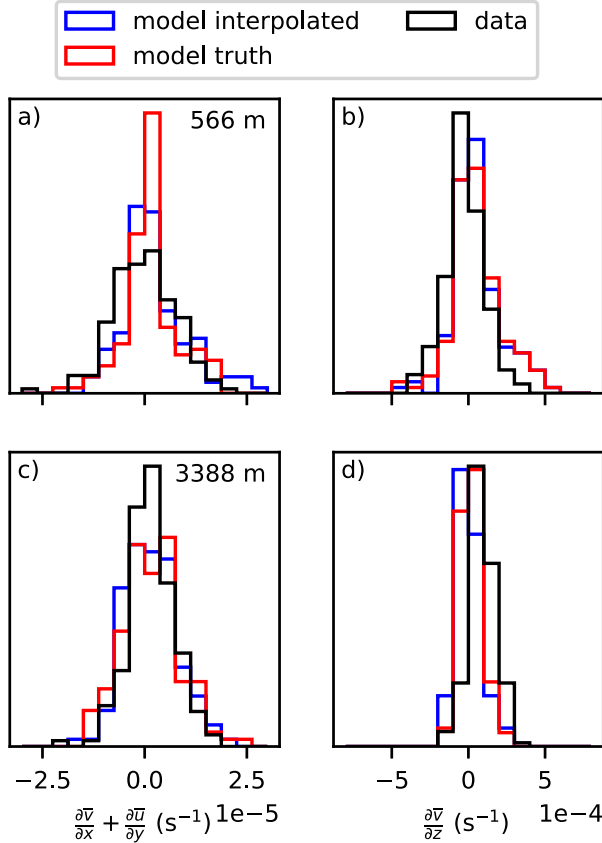 model interpolated
model truth
data
a)
566 m
b)
c)
3388 m
d)
−2.5 0.0 2.5
1e−5
−5 0 5
1e−4
∂v̅/∂x + ∂u̅/∂y (s⁻¹)
∂v̅/∂z (s⁻¹)